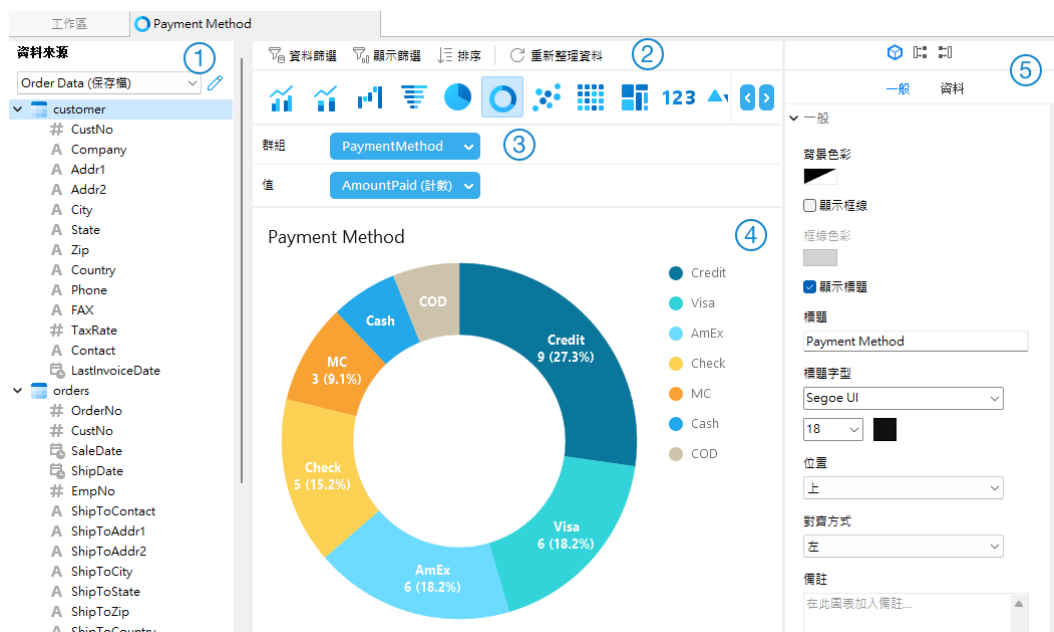 工作區
Payment Method
資料來源
①
Order Data (保存檔)
customer
CustNo
Company
Addr1
Addr2
City
State
Zip
Country
Phone
FAX
TaxRate
Contact
LastInvoiceDate
orders
OrderNo
CustNo
SaleDate
ShipDate
EmpNo
ShipToContact
ShipToAddr1
ShipToAddr2
ShipToCity
ShipToState
ShipToZip
ShipToCountry
資料篩選
顯示篩選
排序
重新整理資料
②
123
群組
PaymentMethod
③
值
AmountPaid (計數)
Payment Method
④
COD
Cash
Credit
9 (27.3%)
MC
3 (9.1%)
Check
5 (15.2%)
Visa
6 (18.2%)
AmEx
6 (18.2%)
Credit
Visa
AmEx
Check
MC
Cash
COD
⑤
一般
資料
一般
背景色彩
顯示框線
框線色彩
顯示標題
標題
Payment Method
標題字型
Segoe UI
18
位置
上
對齊方式
左
備註
在此圖表加入備註...